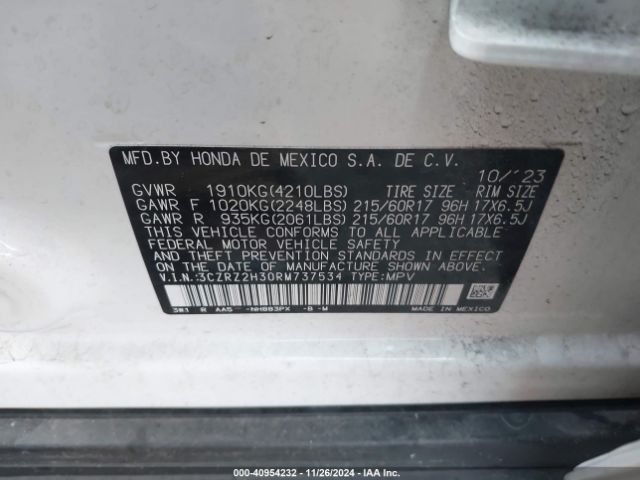 MFD.BY HONDA DE MEXICO S.A. DE C.V.
10/'23
GVWR 1910KG(4210LBS) TIRE SIZE RIM SIZE
GAWR F 1020KG(2248LBS) 215/60R17 96H 17X6.5J
GAWR R 935KG(2061LBS) 215/60R17 96H 17X6.5J
THIS VEHICLE CONFORMS TO ALL APPLICABLE
FEDERAL MOTOR VEHICLE SAFETY
AND THEFT PREVENTION STANDARDS IN EFFECT
ON THE DATE OF MANUFACTURE SHOWN ABOVE.
V.I.N.:3CZRZ2H30RM737534 TYPE:MPV
3W1 R AAS -NH883PX -B-W MADE IN MEXICO
000-40954232 - 11/26/2024 - IAA Inc.